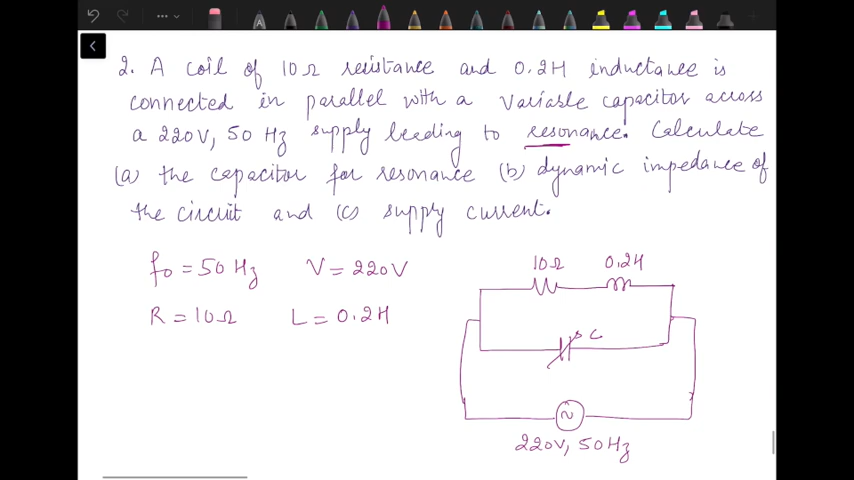 2. A coil of 10Ω resistance and 0.2H inductance is
connected in parallel with a variable capacitor across
a 220V, 50 Hz supply leading to resonance. Calculate
(a) the capacitor for resonance (b) dynamic impedance of
the circuit and (c) supply current.
f₀ = 50 Hz V = 220V
R = 10Ω L = 0.2H
10Ω 0.2H
C
220V, 50Hz